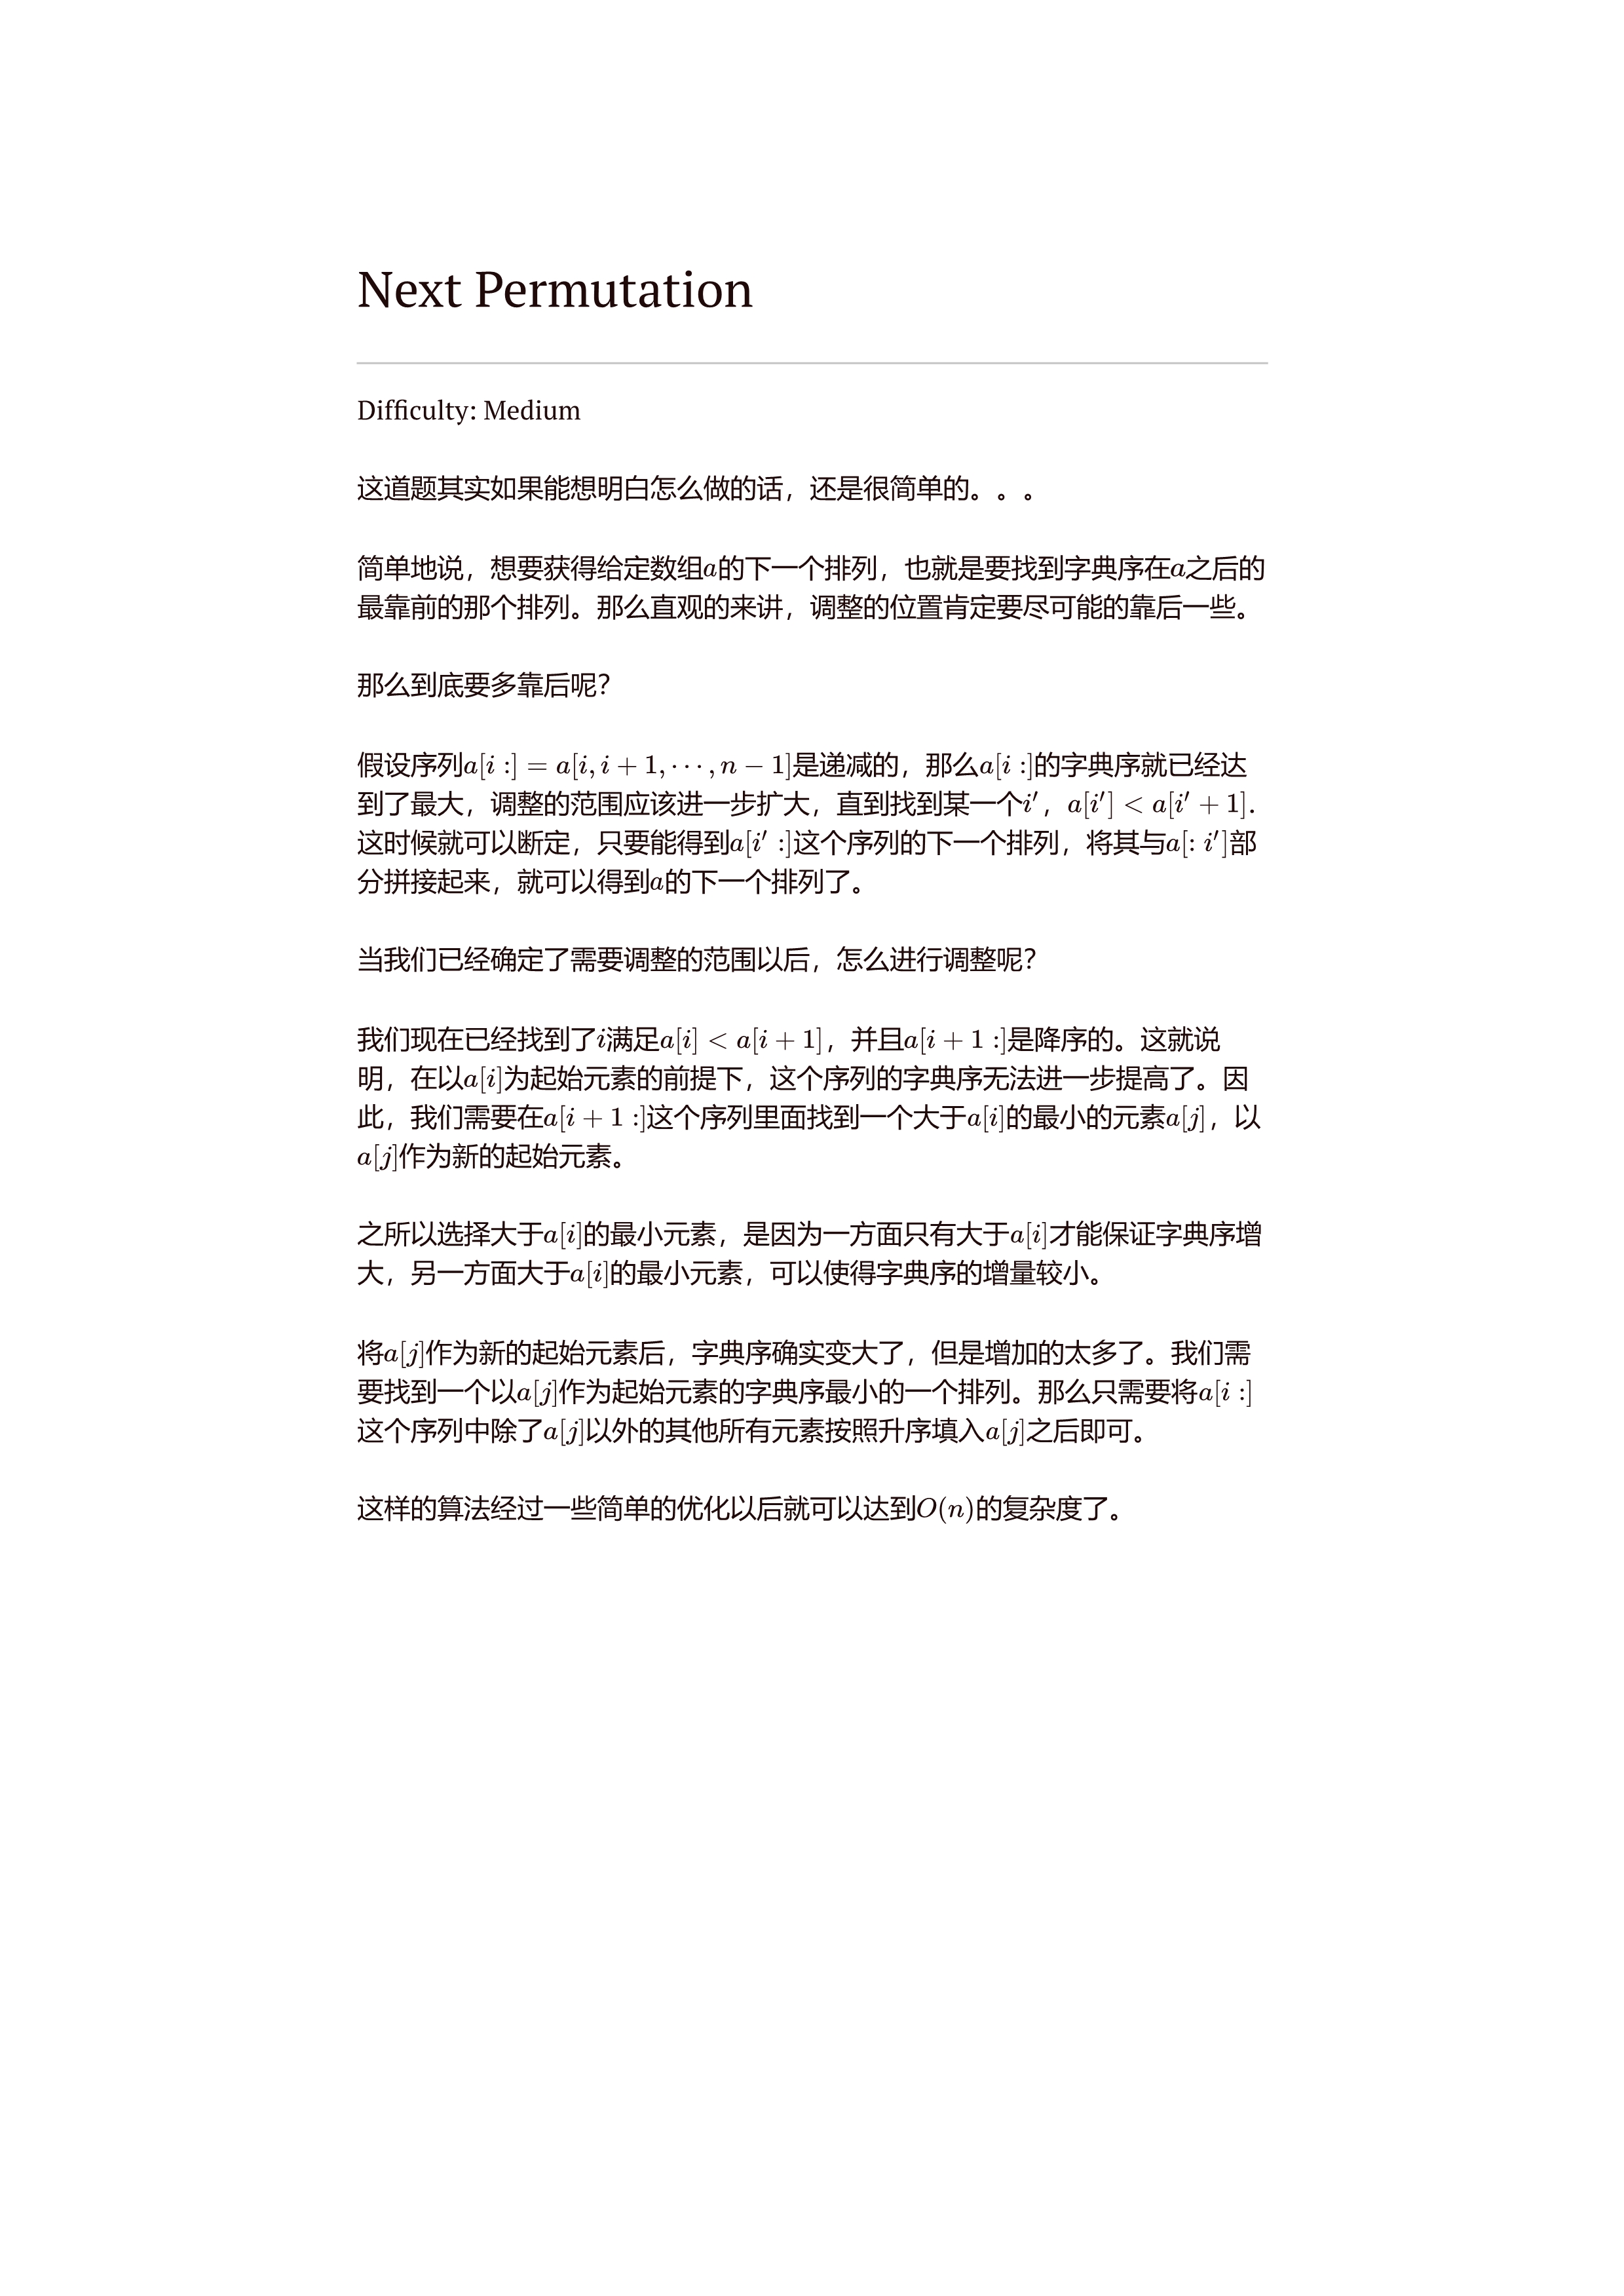 Next Permutation
Difficulty: Medium
这道题其实如果能想明白怎么做的话，还是很简单的。。。
简单地说，想要获得给定数组a的下一个排列，也就是要找到字典序在a之后的
最靠前的那个排列。那么直观的来讲，调整的位置肯定要尽可能的靠后一些。
那么到底要多靠后呢？
假设序列a[i :] = a[i, i + 1, ⋯ , n − 1]是递减的，那么a[i :]的字典序就已经达
到了最大，调整的范围应该进一步扩大，直到找到某一个i′，a[i′] < a[i′ + 1].
这时候就可以断定，只要能得到a[i′ :]这个序列的下一个排列，将其与a[: i′]部
分拼接起来，就可以得到a的下一个排列了。
当我们已经确定了需要调整的范围以后，怎么进行调整呢？
我们现在已经找到了i满足a[i] < a[i + 1]，并且a[i + 1 :]是降序的。这就说
明，在以a[i]为起始元素的前提下，这个序列的字典序无法进一步提高了。因
此，我们需要在a[i + 1 :]这个序列里面找到一个大于a[i]的最小的元素a[j]，以
a[j]作为新的起始元素。
之所以选择大于a[i]的最小元素，是因为一方面只有大于a[i]才能保证字典序增
大，另一方面大于a[i]的最小元素，可以使得字典序的增量较小。
将a[j]作为新的起始元素后，字典序确实变大了，但是增加的太多了。我们需
要找到一个以a[j]作为起始元素的字典序最小的一个排列。那么只需要将a[i :]
这个序列中除了a[j]以外的其他所有元素按照升序填入a[j]之后即可。
这样的算法经过一些简单的优化以后就可以达到O(n)的复杂度了。